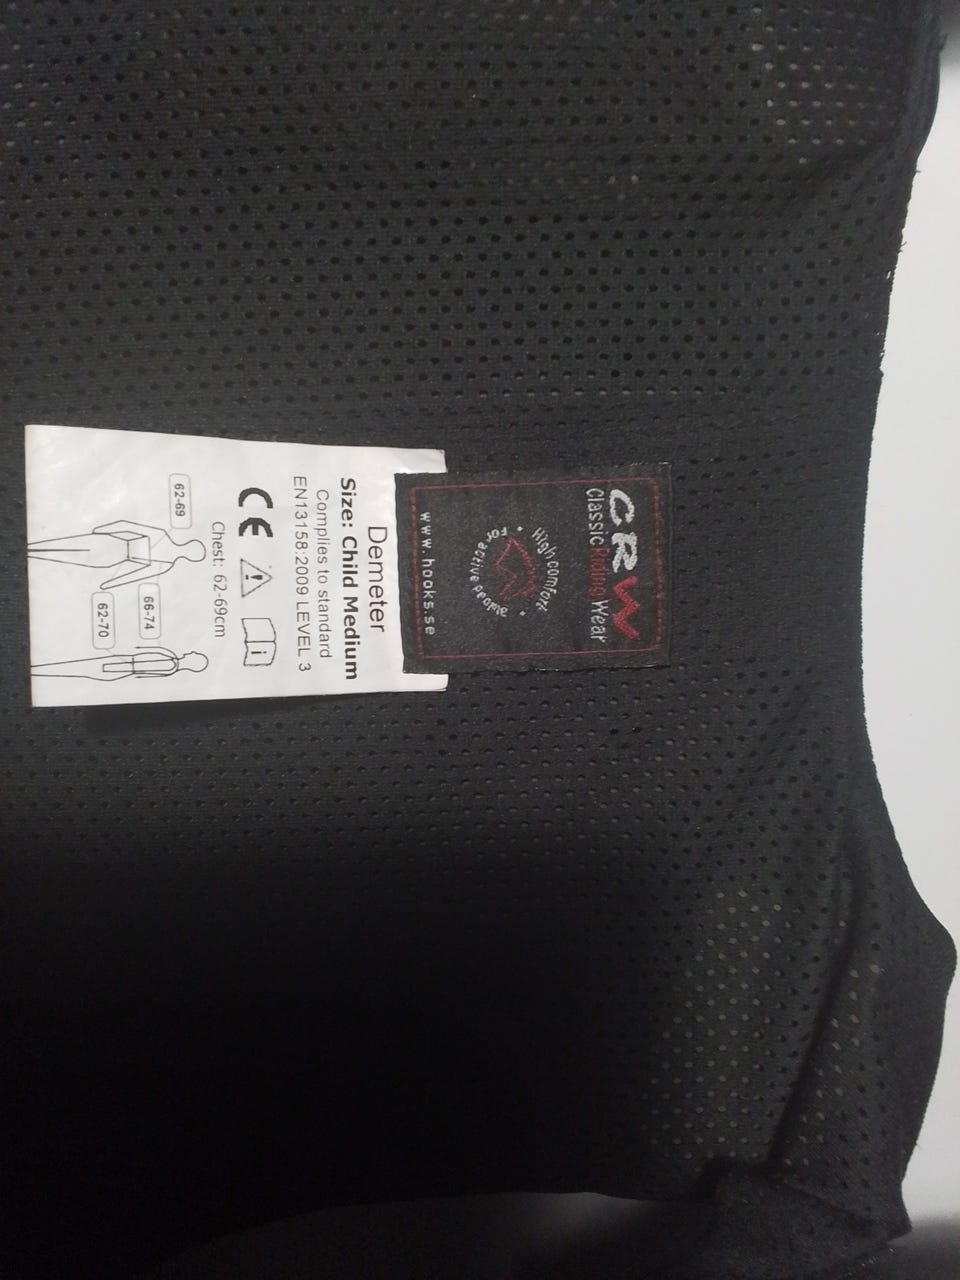 CRW
Classic Riding Wear
High comfort
For active people
www.hooks.se
Demeter
Size: Child Medium
Complies to standard
EN13158:2009 LEVEL 3
CE
Chest: 62-69cm
62-69
66-74
62-70